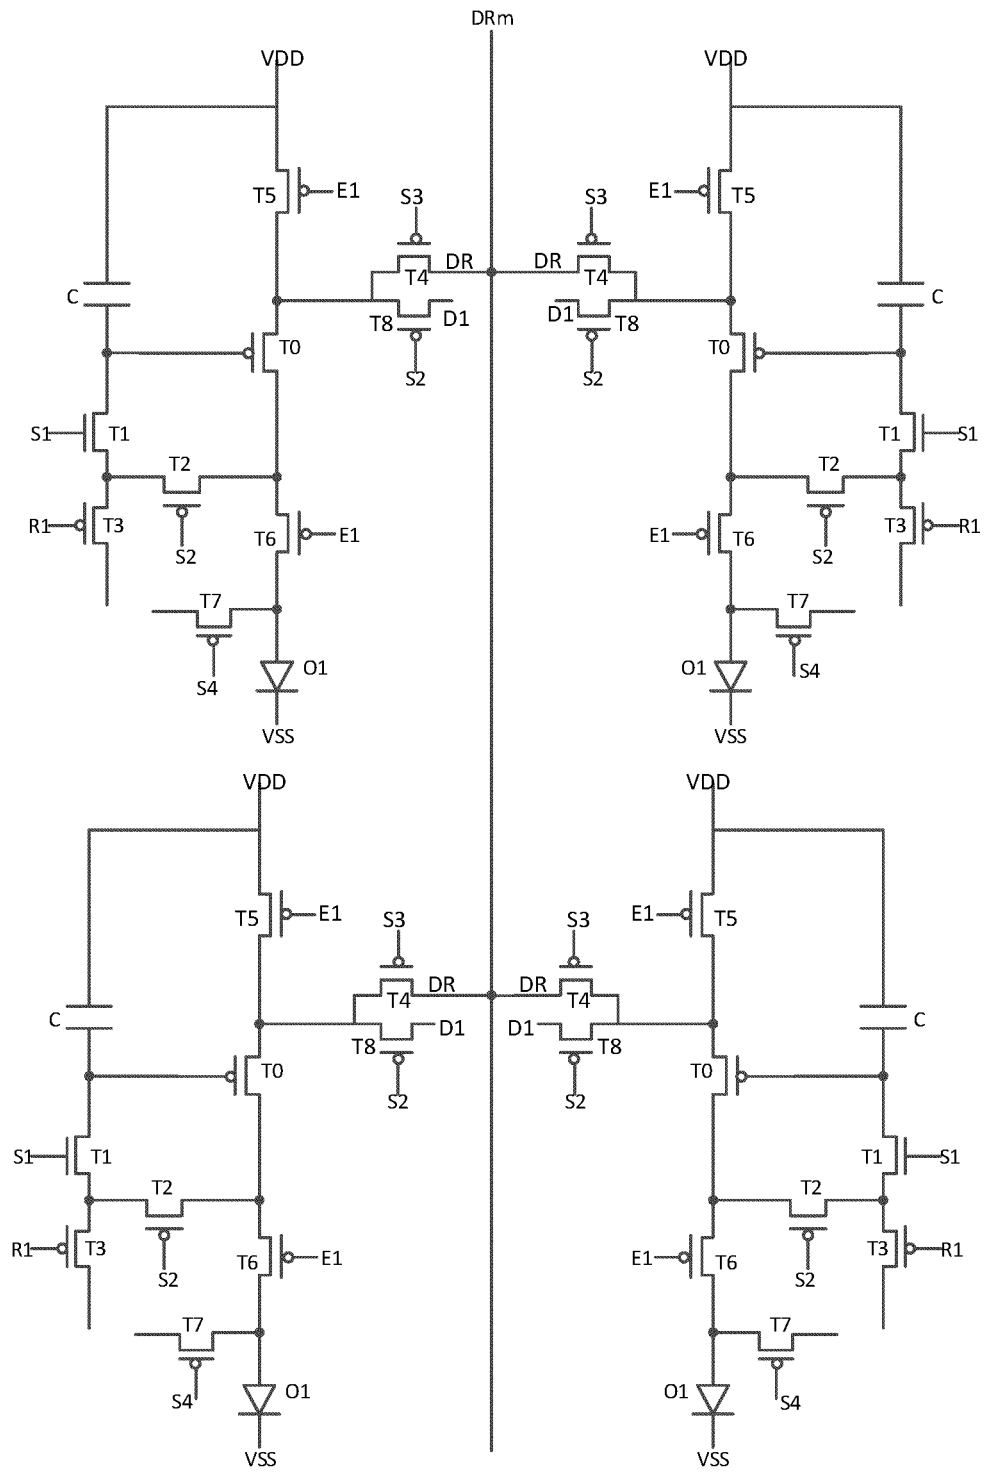 DRm
VDD
VDD
T5
E1
E1
T5
S3
S3
DR
DR
T4
T4
C
C
D1
D1
T8
T8
T0
T0
S2
S2
S1
T1
T1
S1
T2
T2
R1
T3
T3
R1
T6
E1
E1
T6
S2
S2
T7
T7
O1
O1
S4
S4
VSS
VSS
VDD
VDD
T5
E1
E1
T5
S3
S3
DR
DR
T4
T4
C
C
D1
D1
T8
T8
T0
T0
S2
S2
S1
T1
T1
S1
T2
T2
R1
T3
T3
R1
T6
E1
E1
T6
S2
S2
T7
T7
O1
O1
S4
S4
VSS
VSS